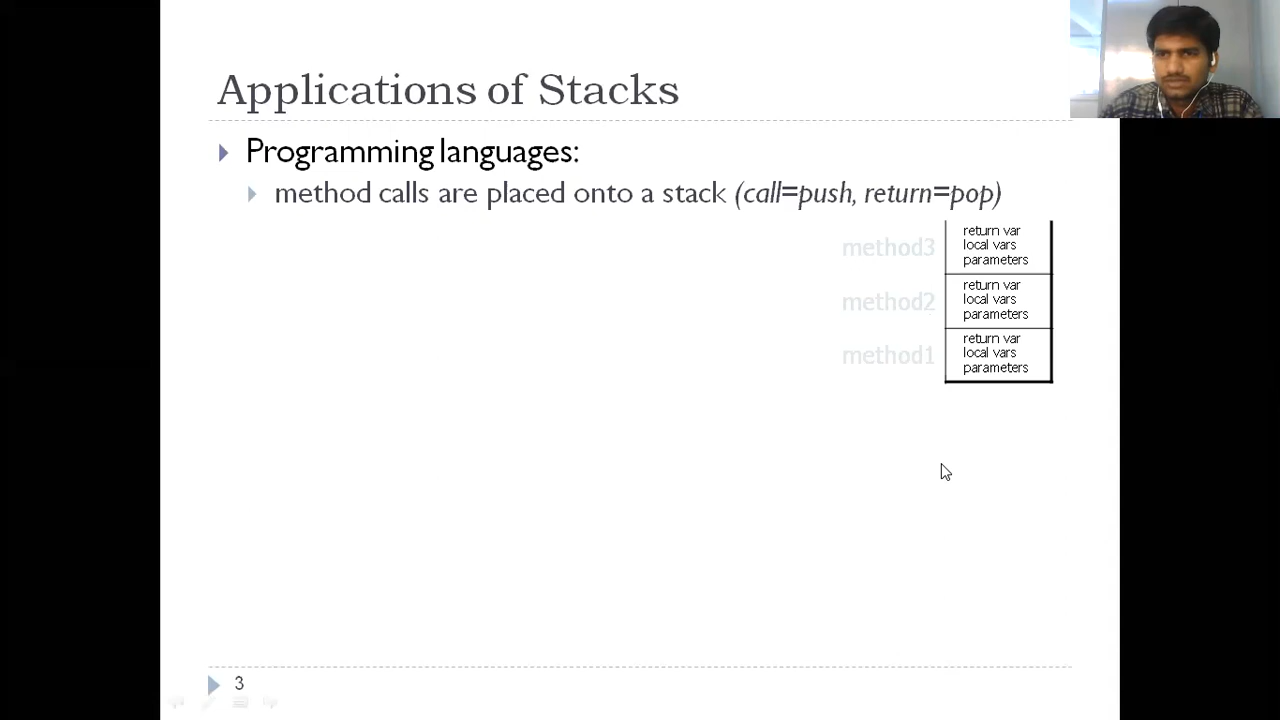 Applications of Stacks
Programming languages:
method calls are placed onto a stack (call=push, return=pop)
method3
return var
local vars
parameters
method2
return var
local vars
parameters
method1
return var
local vars
parameters
3